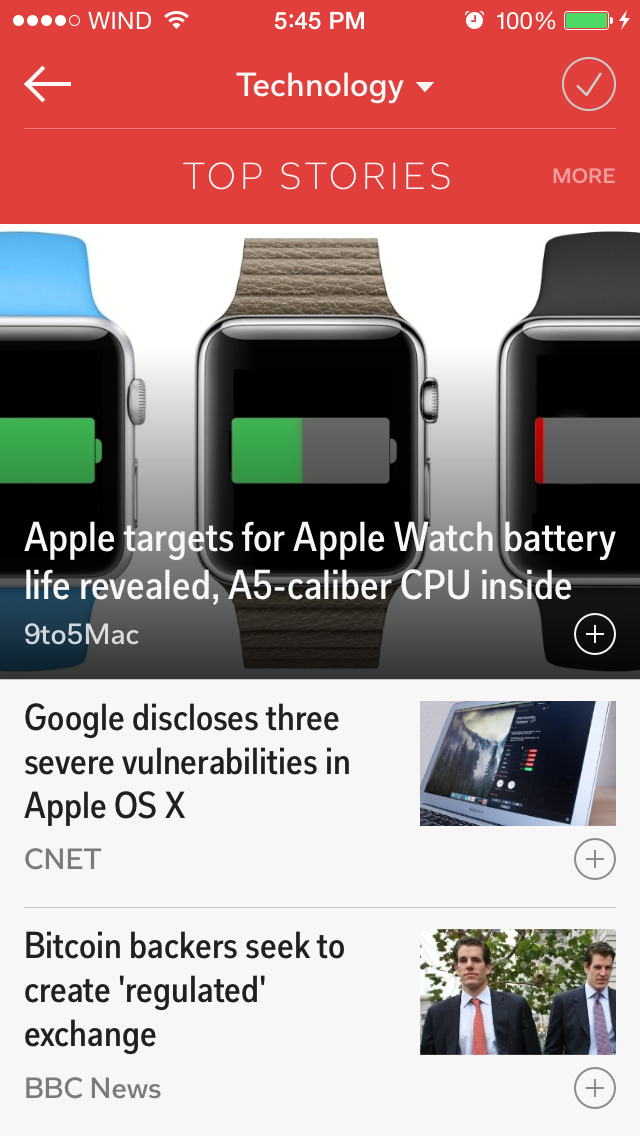 WIND 5:45 PM 100%
Technology
TOP STORIES MORE
Apple targets for Apple Watch battery
life revealed, A5-caliber CPU inside
9to5Mac
Google discloses three
severe vulnerabilities in
Apple OS X
CNET
Bitcoin backers seek to
create 'regulated'
exchange
BBC News